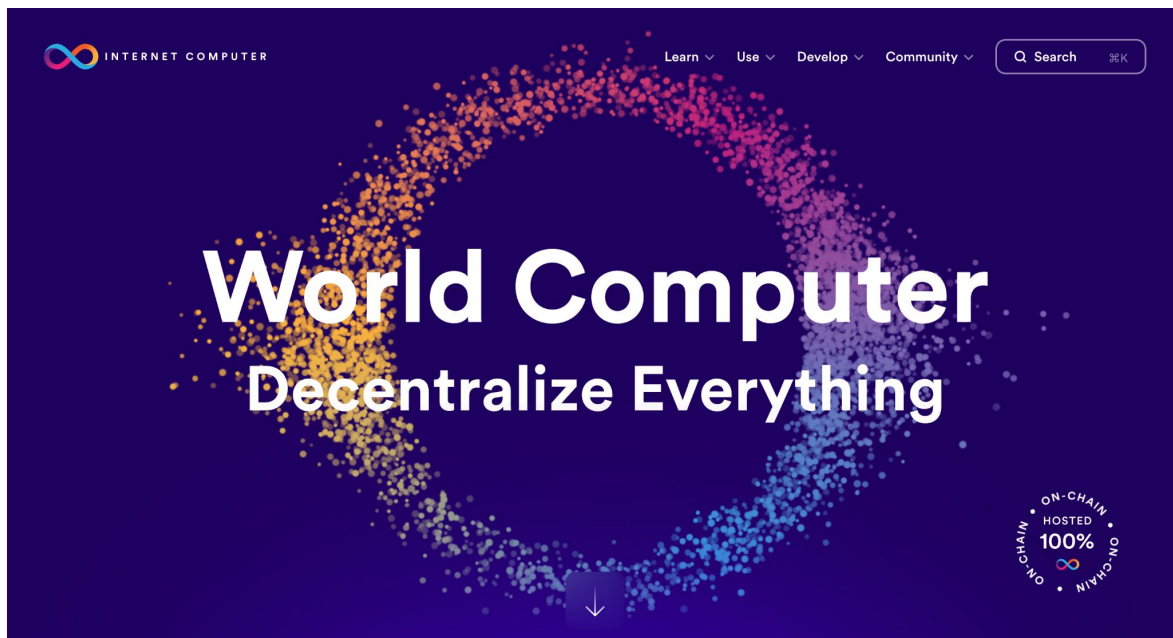 INTERNET COMPUTER
Learn Use Develop Community Search ⌘K
World Computer
Decentralize Everything
ON-CHAIN • ON-CHAIN • ON-CHAIN •
HOSTED
100%